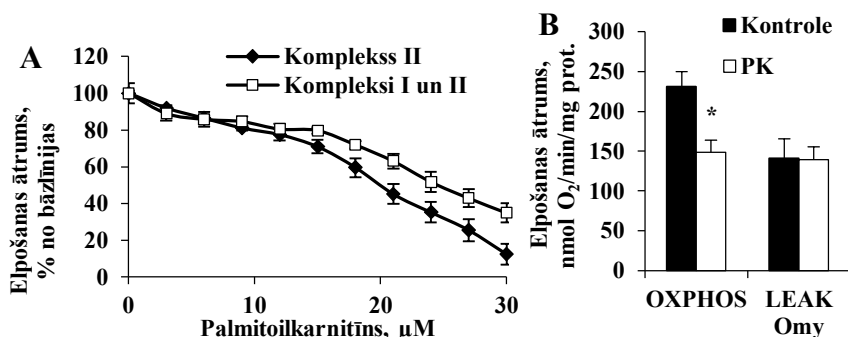 A
Elpošanas ātrums,
% no bāzlīnijas
120
100
80
60
40
20
0
Komplekss II
Kompleksi I un II
0
10
20
30
Palmitoilkarnitīns, µM
B
Elpošanas ātrums,
nmol O₂/min/mg prot.
300
250
200
150
100
50
0
Kontrole
PK
*
OXPHOS
LEAK
Omy